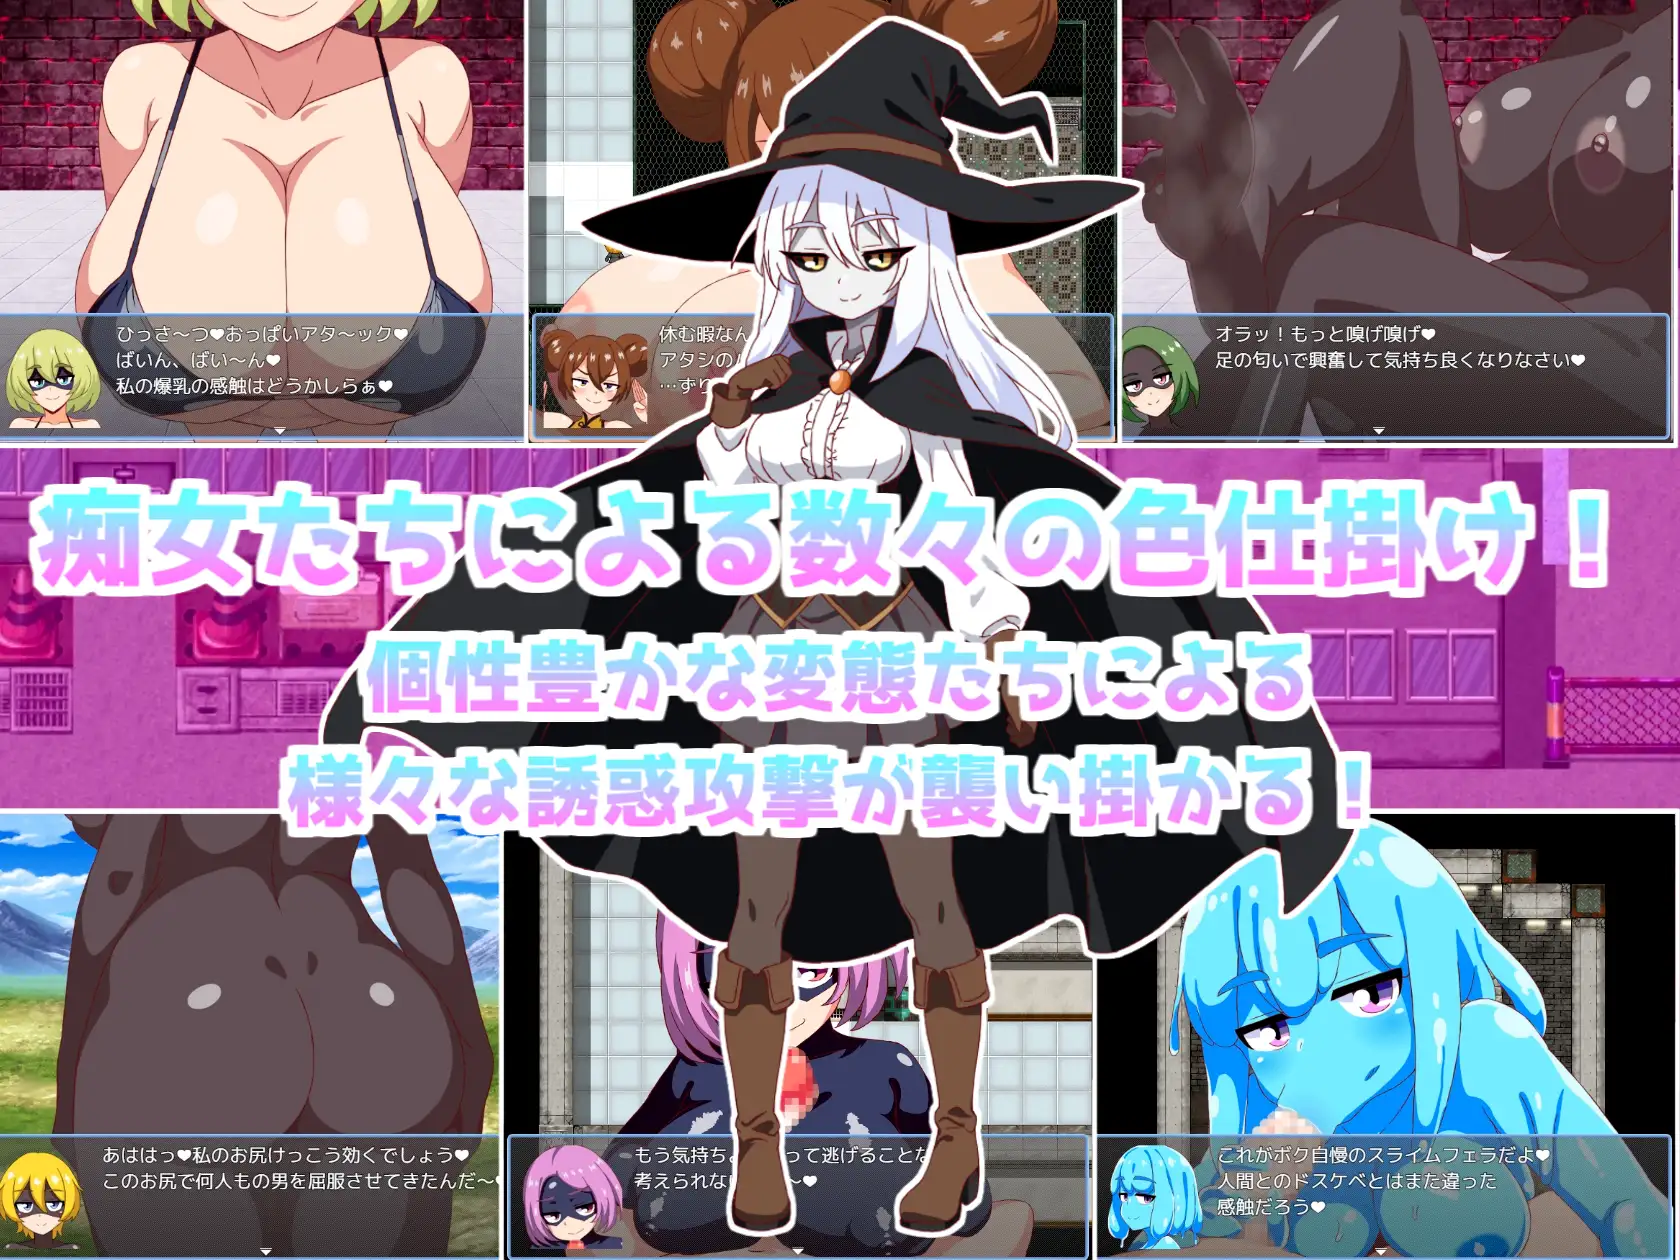 ひっさ～つ❤おっぱいアタ～ック❤
ばいん、ばい～ん❤
私の爆乳の感触はどうかしらぁ❤
休む暇なん
アタシの
…ずり
オラッ！もっと嗅げ嗅げ❤
足の匂いで興奮して気持ち良くなりなさい❤
痴女たちによる数々の色仕掛け！
個性豊かな変態たちによる
様々な誘惑攻撃が襲い掛かる！
あははっ❤私のお尻けっこう効くでしょう❤
このお尻で何人もの男を屈服させてきたんだ～
もう気持ち って逃げることな
考えられな ～❤
これがボク自慢のスライムフェラだよ❤
人間とのドスケベとはまた違った
感触だろう❤